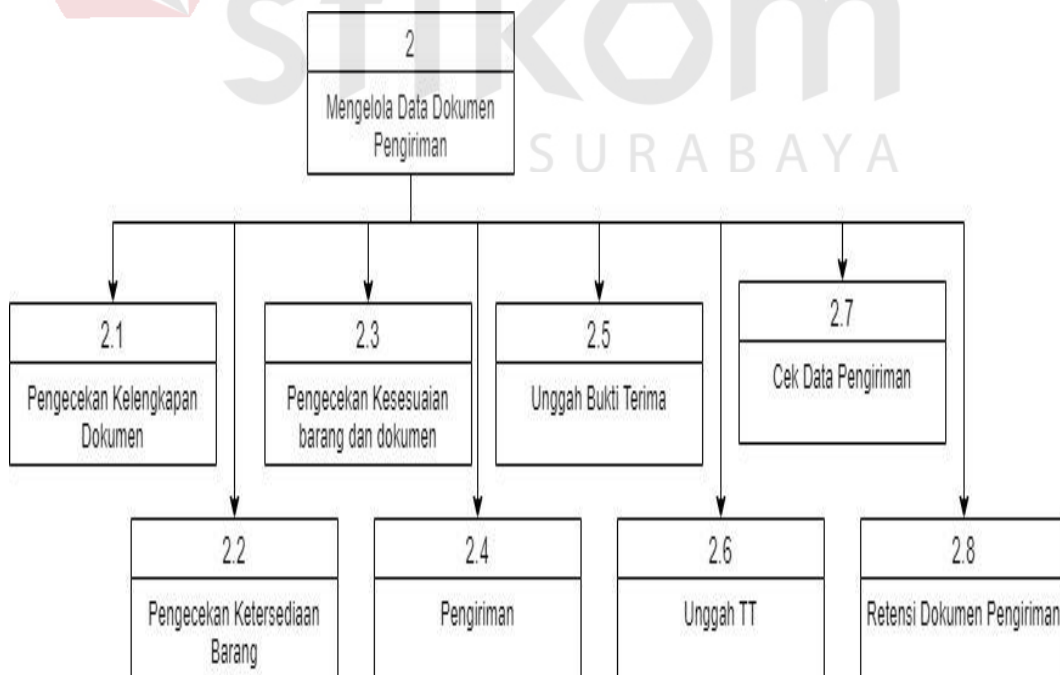 stikom
SURABAYA
2
Mengelola Data Dokumen
Pengiriman
2.1
Pengecekan Kelengkapan
Dokumen
2.3
Pengecekan Kesesuaian
barang dan dokumen
2.5
Unggah Bukti Terima
2.7
Cek Data Pengiriman
2.2
Pengecekan Ketersediaan
Barang
2.4
Pengiriman
2.6
Unggah TT
2.8
Retensi Dokumen Pengiriman